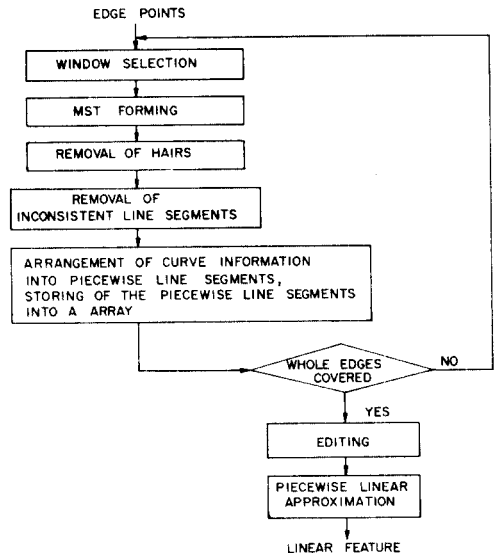 EDGE POINTS
WINDOW SELECTION
MST FORMING
REMOVAL OF HAIRS
REMOVAL OF
INCONSISTENT LINE SEGMENTS
ARRANGEMENT OF CURVE INFORMATION
INTO PIECEWISE LINE SEGMENTS,
STORING OF THE PIECEWISE LINE SEGMENTS
INTO A ARRAY
WHOLE EDGES
COVERED
NO
YES
EDITING
PIECEWISE LINEAR
APPROXIMATION
LINEAR FEATURE